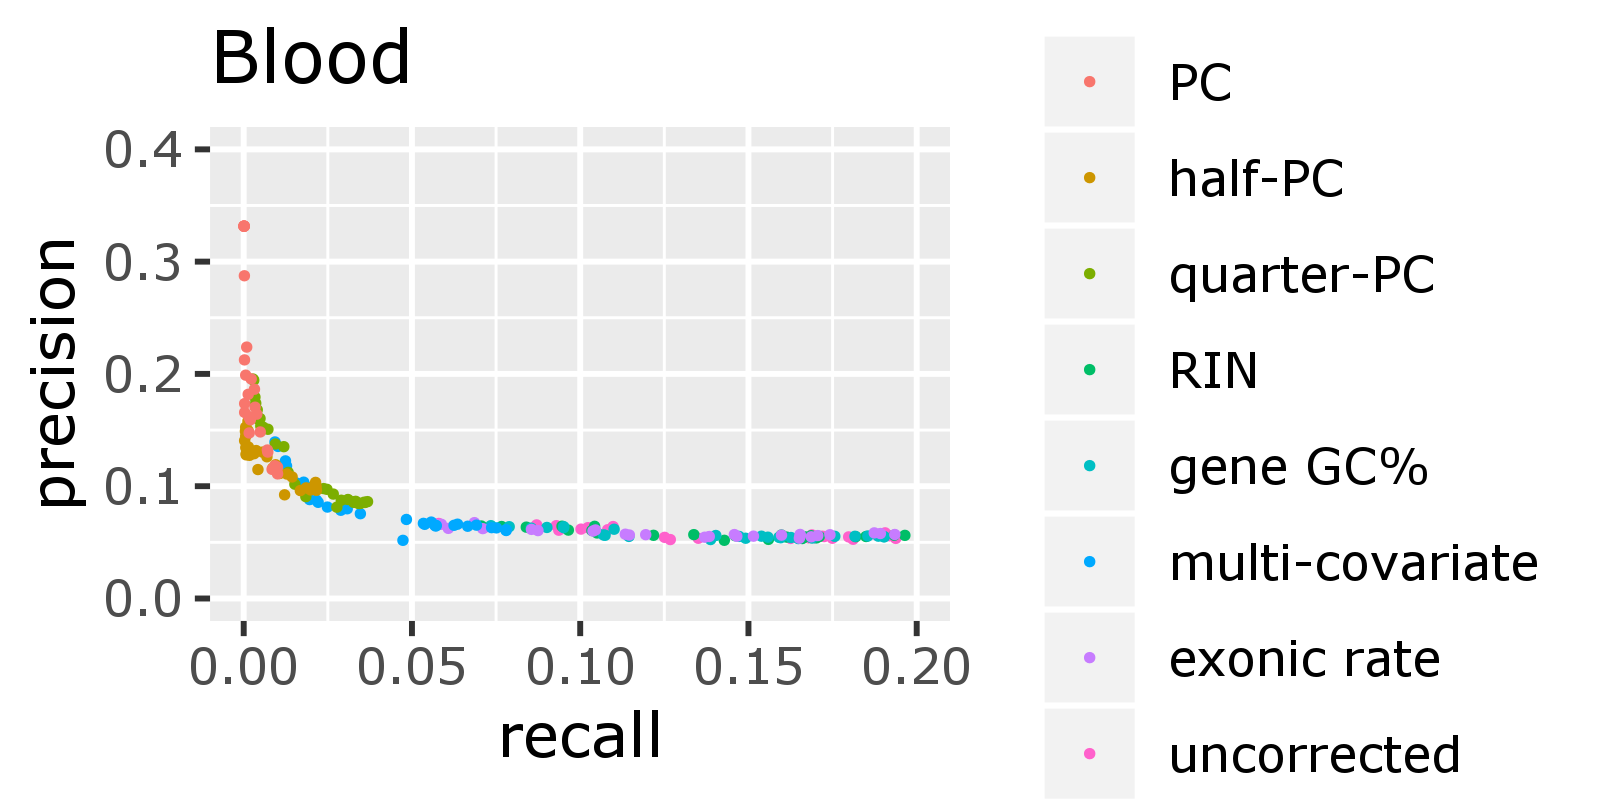 Blood
precision
0.4
0.3
0.2
0.1
0.0
0.00 0.05 0.10 0.15 0.20
recall
PC
half-PC
quarter-PC
RIN
gene GC%
multi-covariate
exonic rate
uncorrected